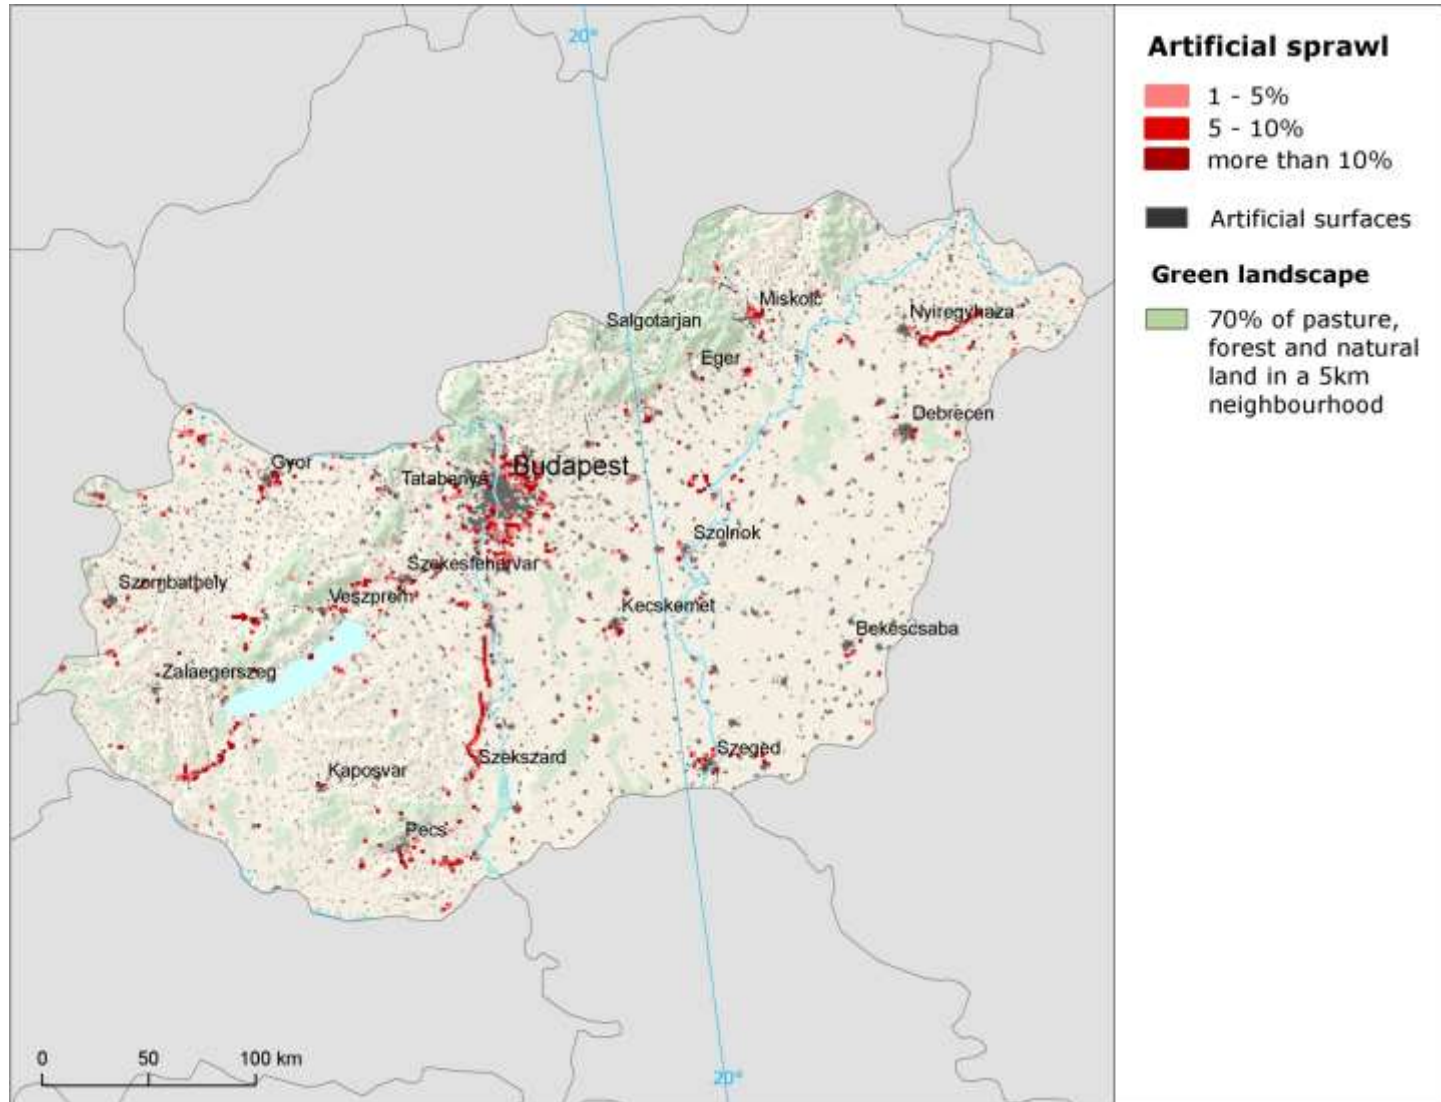 20°
Miskolc
Nyiregyhaza
Salgotarjan
Eger
Debrecen
Gyor
Tatabanya
Budapest
Szolnok
Szekesfehervar
Szombathely
Veszprem
Kecskemet
Bekescsaba
Zalaegerszeg
Szeged
Szekszard
Kaposvar
Pecs
0 50 100 km
20°
Artificial sprawl
1 - 5%
5 - 10%
more than 10%
Artificial surfaces
Green landscape
70% of pasture,
forest and natural
land in a 5km
neighbourhood